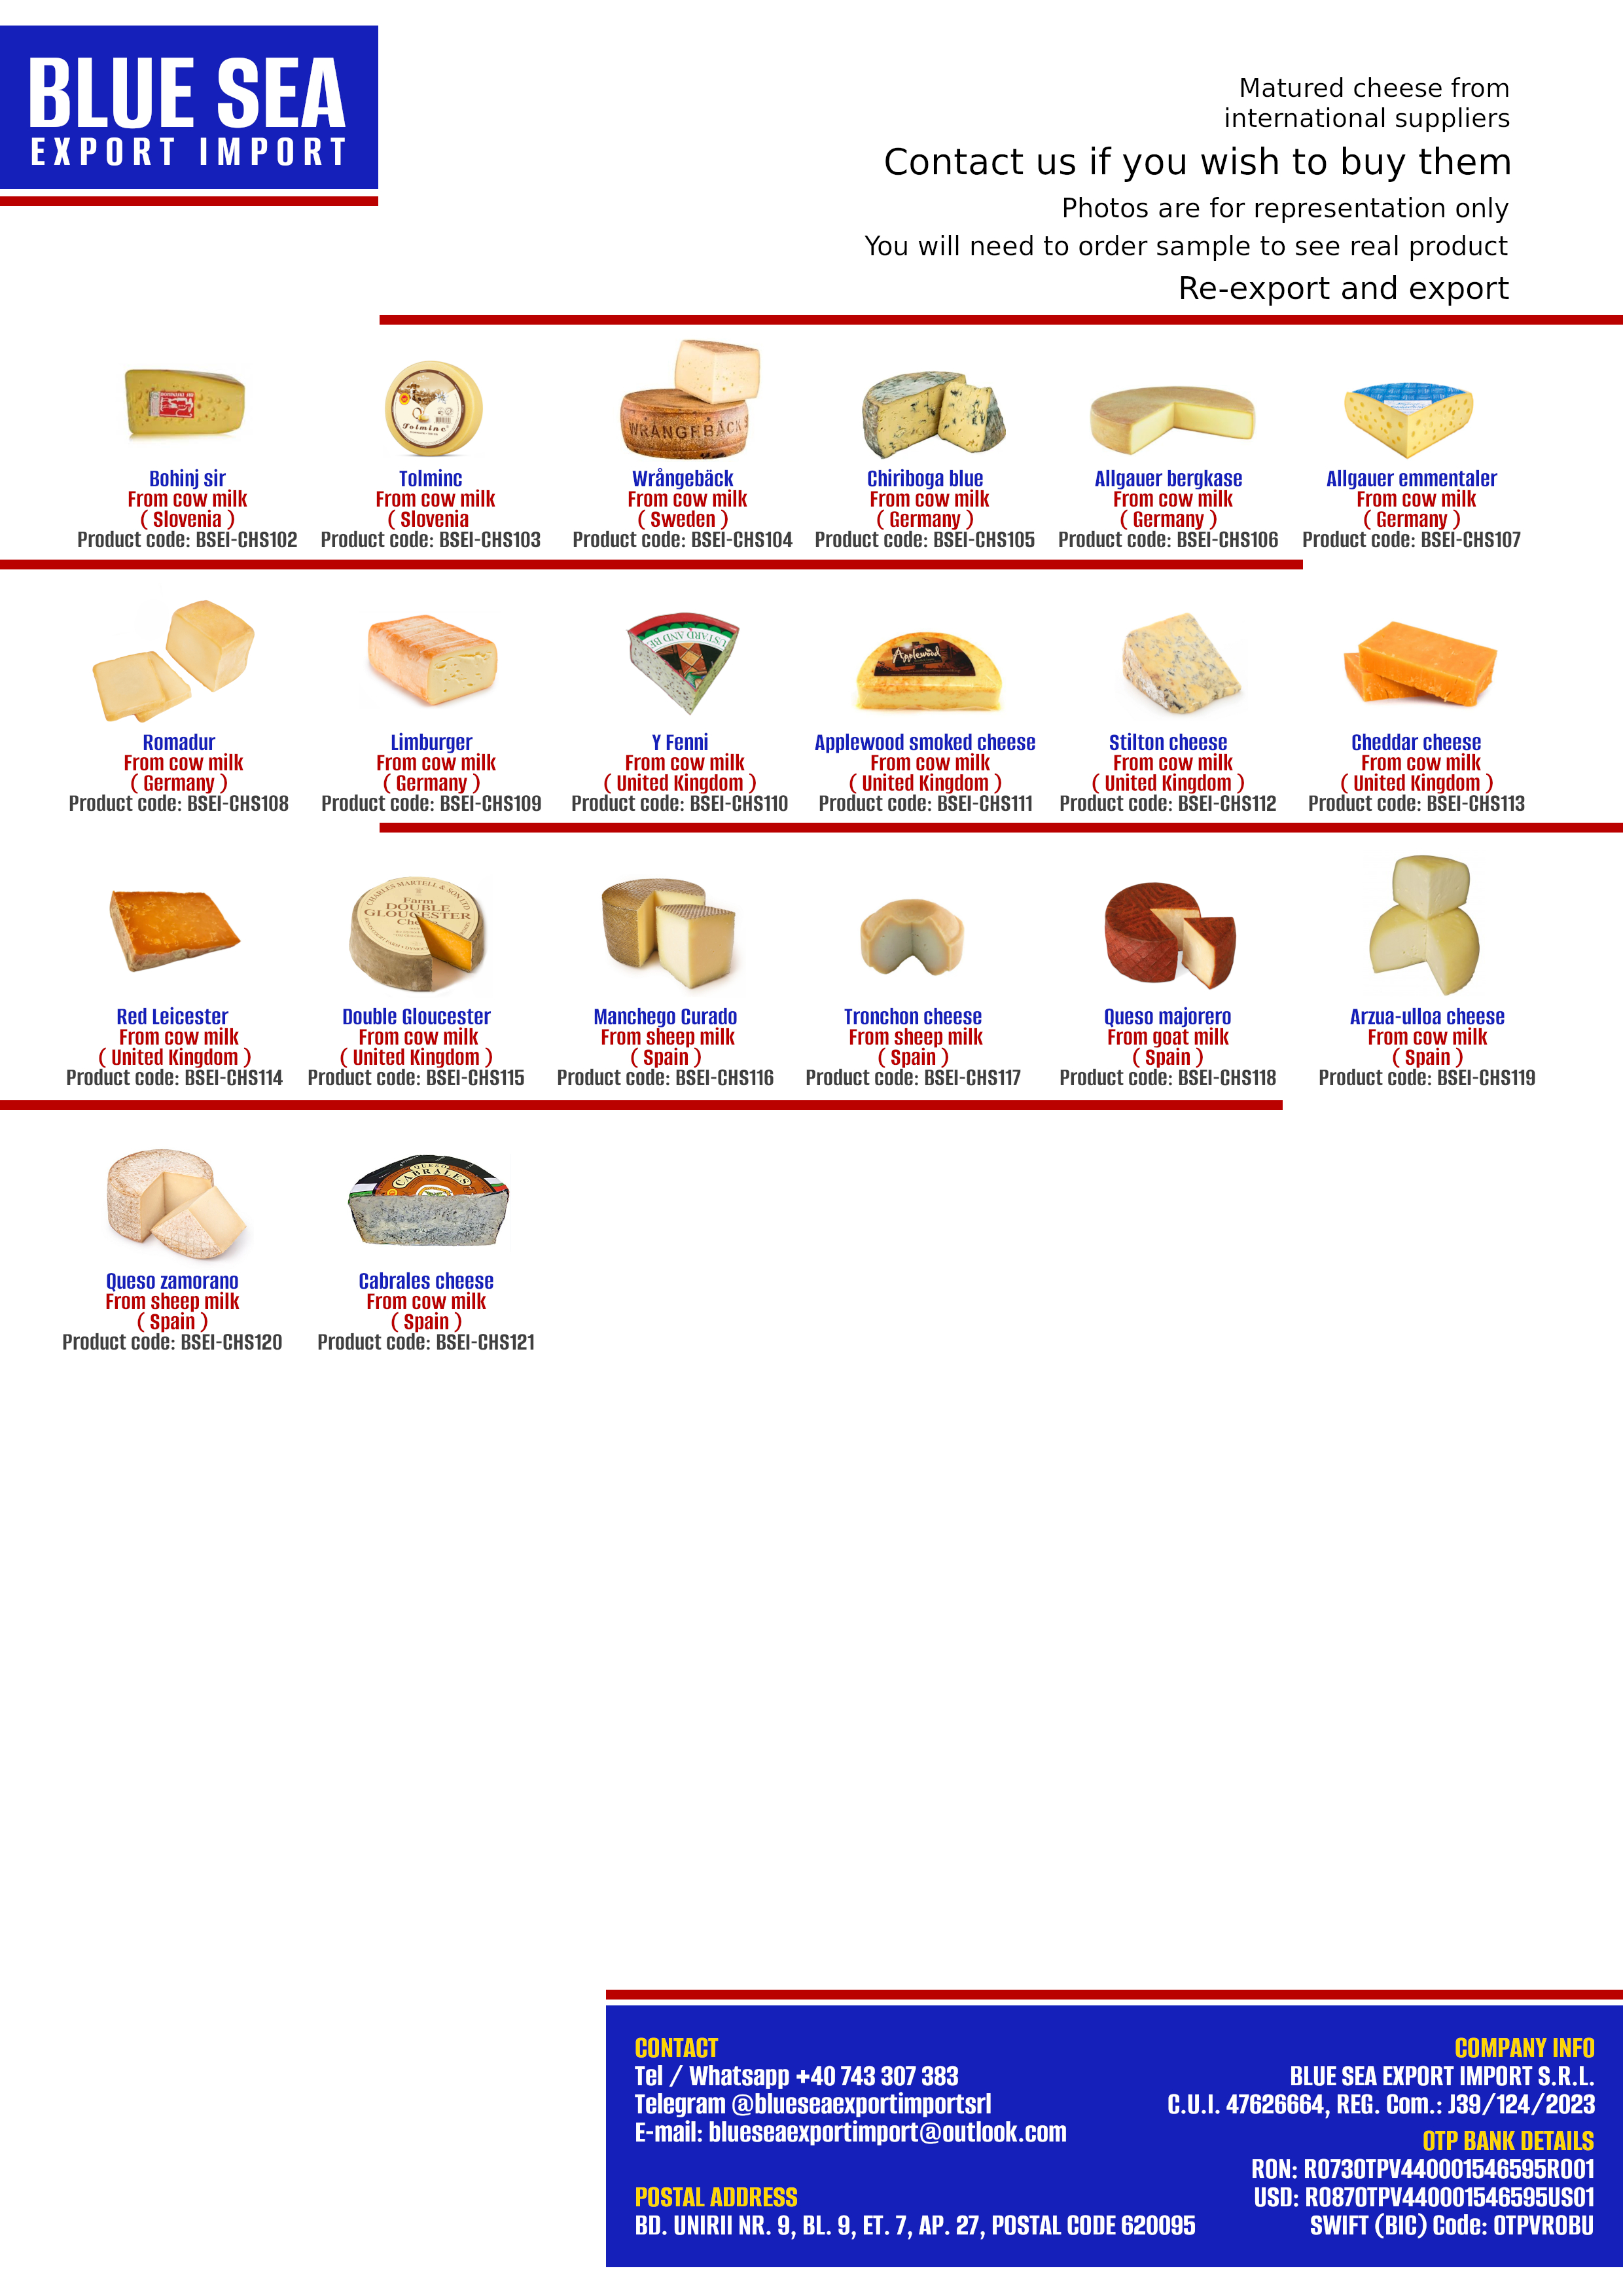 BLUE SEA
EXPORT IMPORT
Matured cheese from
international suppliers
Contact us if you wish to buy them
Photos are for representation only
You will need to order sample to see real product
Re-export and export
Tolminc
WRÅNGEBÄCKS
Bohinj sir
From cow milk
( Slovenia )
Product code: BSEI-CHS102
Tolminc
From cow milk
( Slovenia
Product code: BSEI-CHS103
Wrångebäck
From cow milk
( Sweden )
Product code: BSEI-CHS104
Chiriboga blue
From cow milk
( Germany )
Product code: BSEI-CHS105
Allgauer bergkase
From cow milk
( Germany )
Product code: BSEI-CHS106
Allgauer emmentaler
From cow milk
( Germany )
Product code: BSEI-CHS107
USTARD AND BE
Applewood
Romadur
From cow milk
( Germany )
Product code: BSEI-CHS108
Limburger
From cow milk
( Germany )
Product code: BSEI-CHS109
Y Fenni
From cow milk
( United Kingdom )
Product code: BSEI-CHS110
Applewood smoked cheese
From cow milk
( United Kingdom )
Product code: BSEI-CHS111
Stilton cheese
From cow milk
( United Kingdom )
Product code: BSEI-CHS112
Cheddar cheese
From cow milk
( United Kingdom )
Product code: BSEI-CHS113
CHARLES MARTELL & SON LTD
Farm
DOUBLE
GLOUCESTER
Red Leicester
From cow milk
( United Kingdom )
Product code: BSEI-CHS114
Double Gloucester
From cow milk
( United Kingdom )
Product code: BSEI-CHS115
Manchego Curado
From sheep milk
( Spain )
Product code: BSEI-CHS116
Tronchon cheese
From sheep milk
( Spain )
Product code: BSEI-CHS117
Queso majorero
From goat milk
( Spain )
Product code: BSEI-CHS118
Arzua-ulloa cheese
From cow milk
( Spain )
Product code: BSEI-CHS119
QUESO
CABRALES
Queso zamorano
From sheep milk
( Spain )
Product code: BSEI-CHS120
Cabrales cheese
From cow milk
( Spain )
Product code: BSEI-CHS121
CONTACT
Tel / Whatsapp +40 743 307 383
Telegram @blueseaexportimportsrl
E-mail: blueseaexportimport@outlook.com
POSTAL ADDRESS
BD. UNIRII NR. 9, BL. 9, ET. 7, AP. 27, POSTAL CODE 620095
COMPANY INFO
BLUE SEA EXPORT IMPORT S.R.L.
C.U.I. 47626664, REG. Com.: J39/124/2023
OTP BANK DETAILS
RON: RO73OTPV440001546595RO01
USD: RO87OTPV440001546595US01
SWIFT (BIC) Code: OTPVROBU